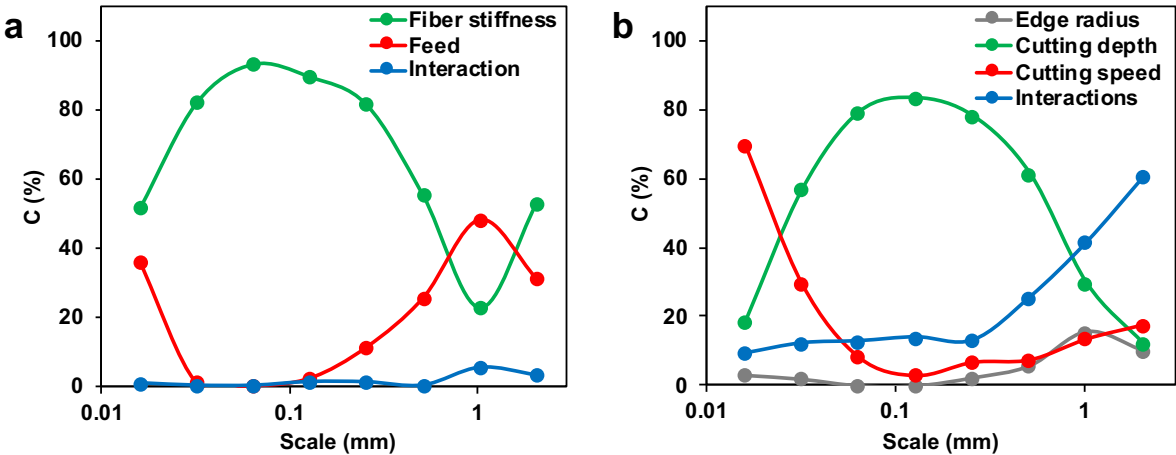 a
Fiber stiffness
Feed
Interaction
100
80
60
40
20
0
C (%)
0.01
0.1
1
Scale (mm)
b
Edge radius
Cutting depth
Cutting speed
Interactions
100
80
60
40
20
0
C (%)
0.01
0.1
1
Scale (mm)